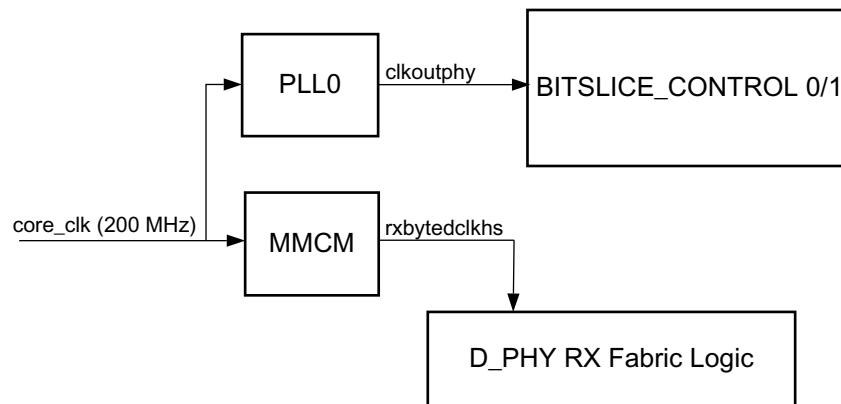 PLL0
clkoutphy
BITSLICE_CONTROL 0/1
core_clk (200 MHz)
MMCM
rxbytedclkhs
D_PHY RX Fabric Logic